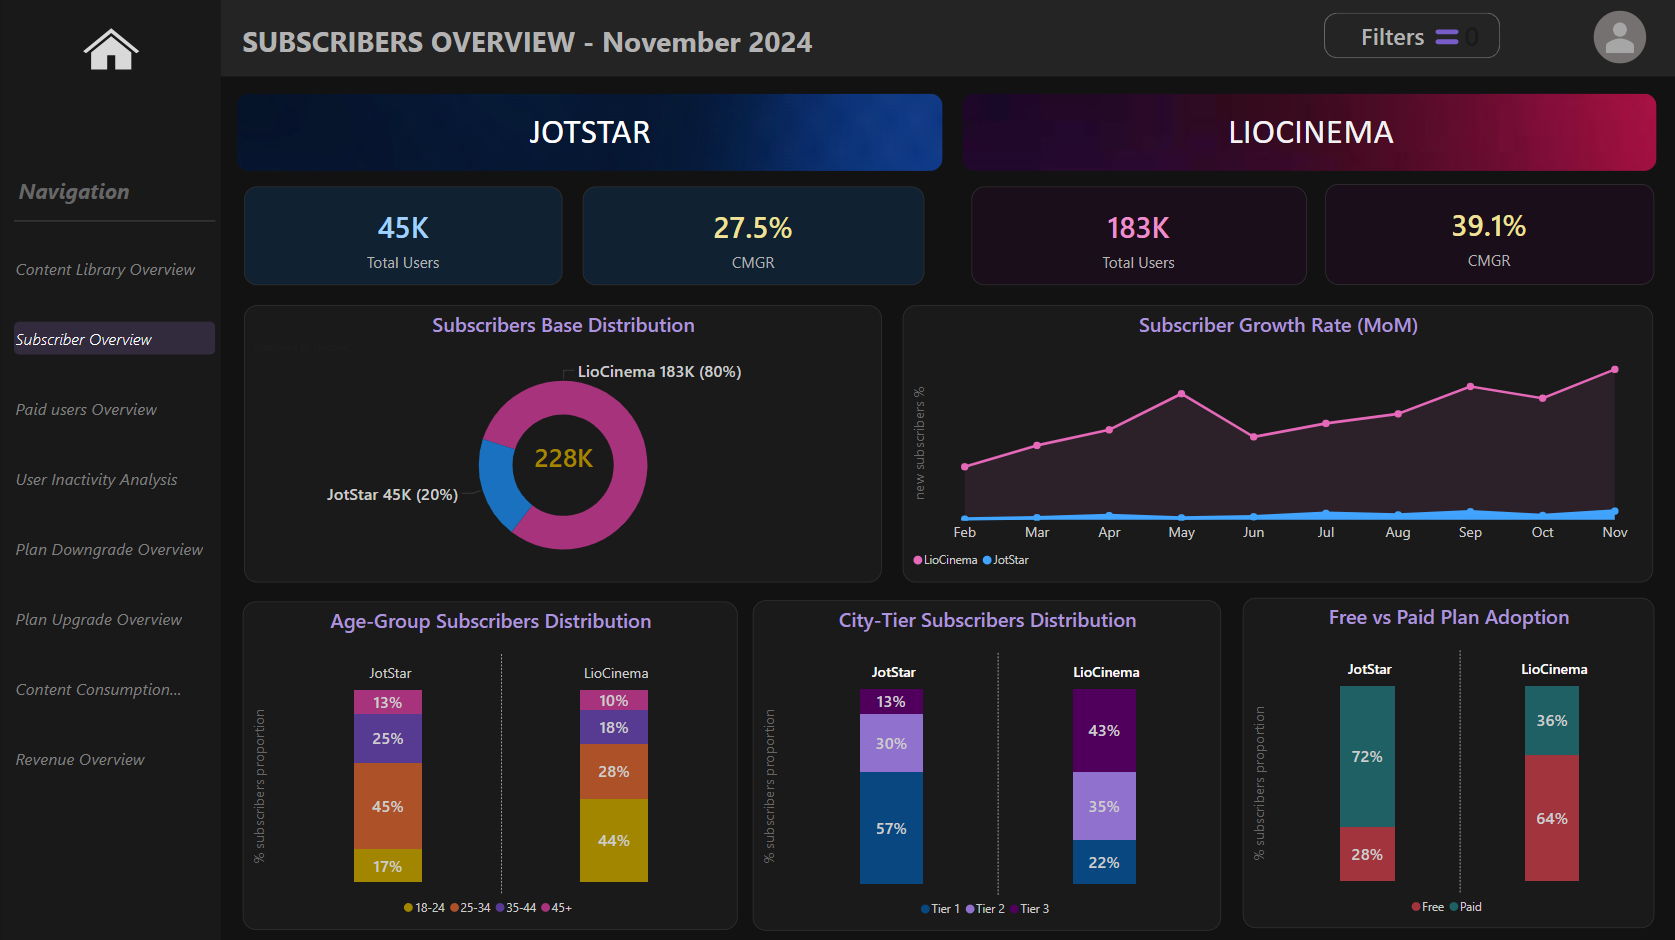 SUBSCRIBERS OVERVIEW - November 2024
Filters 0
Navigation
Content Library Overview
Subscriber Overview
Paid users Overview
User Inactivity Analysis
Plan Downgrade Overview
Plan Upgrade Overview
Content Consumption...
Revenue Overview
JOTSTAR
LIOCINEMA
45K
Total Users
27.5%
CMGR
183K
Total Users
39.1%
CMGR
Subscribers Base Distribution
LioCinema 183K (80%)
228K
JotStar 45K (20%)
Subscriber Growth Rate (MoM)
new subscribers %
Feb Mar Apr May Jun Jul Aug Sep Oct Nov
LioCinema JotStar
Age-Group Subscribers Distribution
% subscribers proportion
JotStar
13%
25%
45%
17%
LioCinema
10%
18%
28%
44%
18-24 25-34 35-44 45+
City-Tier Subscribers Distribution
% subscribers proportion
JotStar
13%
30%
57%
LioCinema
43%
35%
22%
Tier 1 Tier 2 Tier 3
Free vs Paid Plan Adoption
% subscribers proportion
JotStar
72%
28%
LioCinema
36%
64%
Free Paid